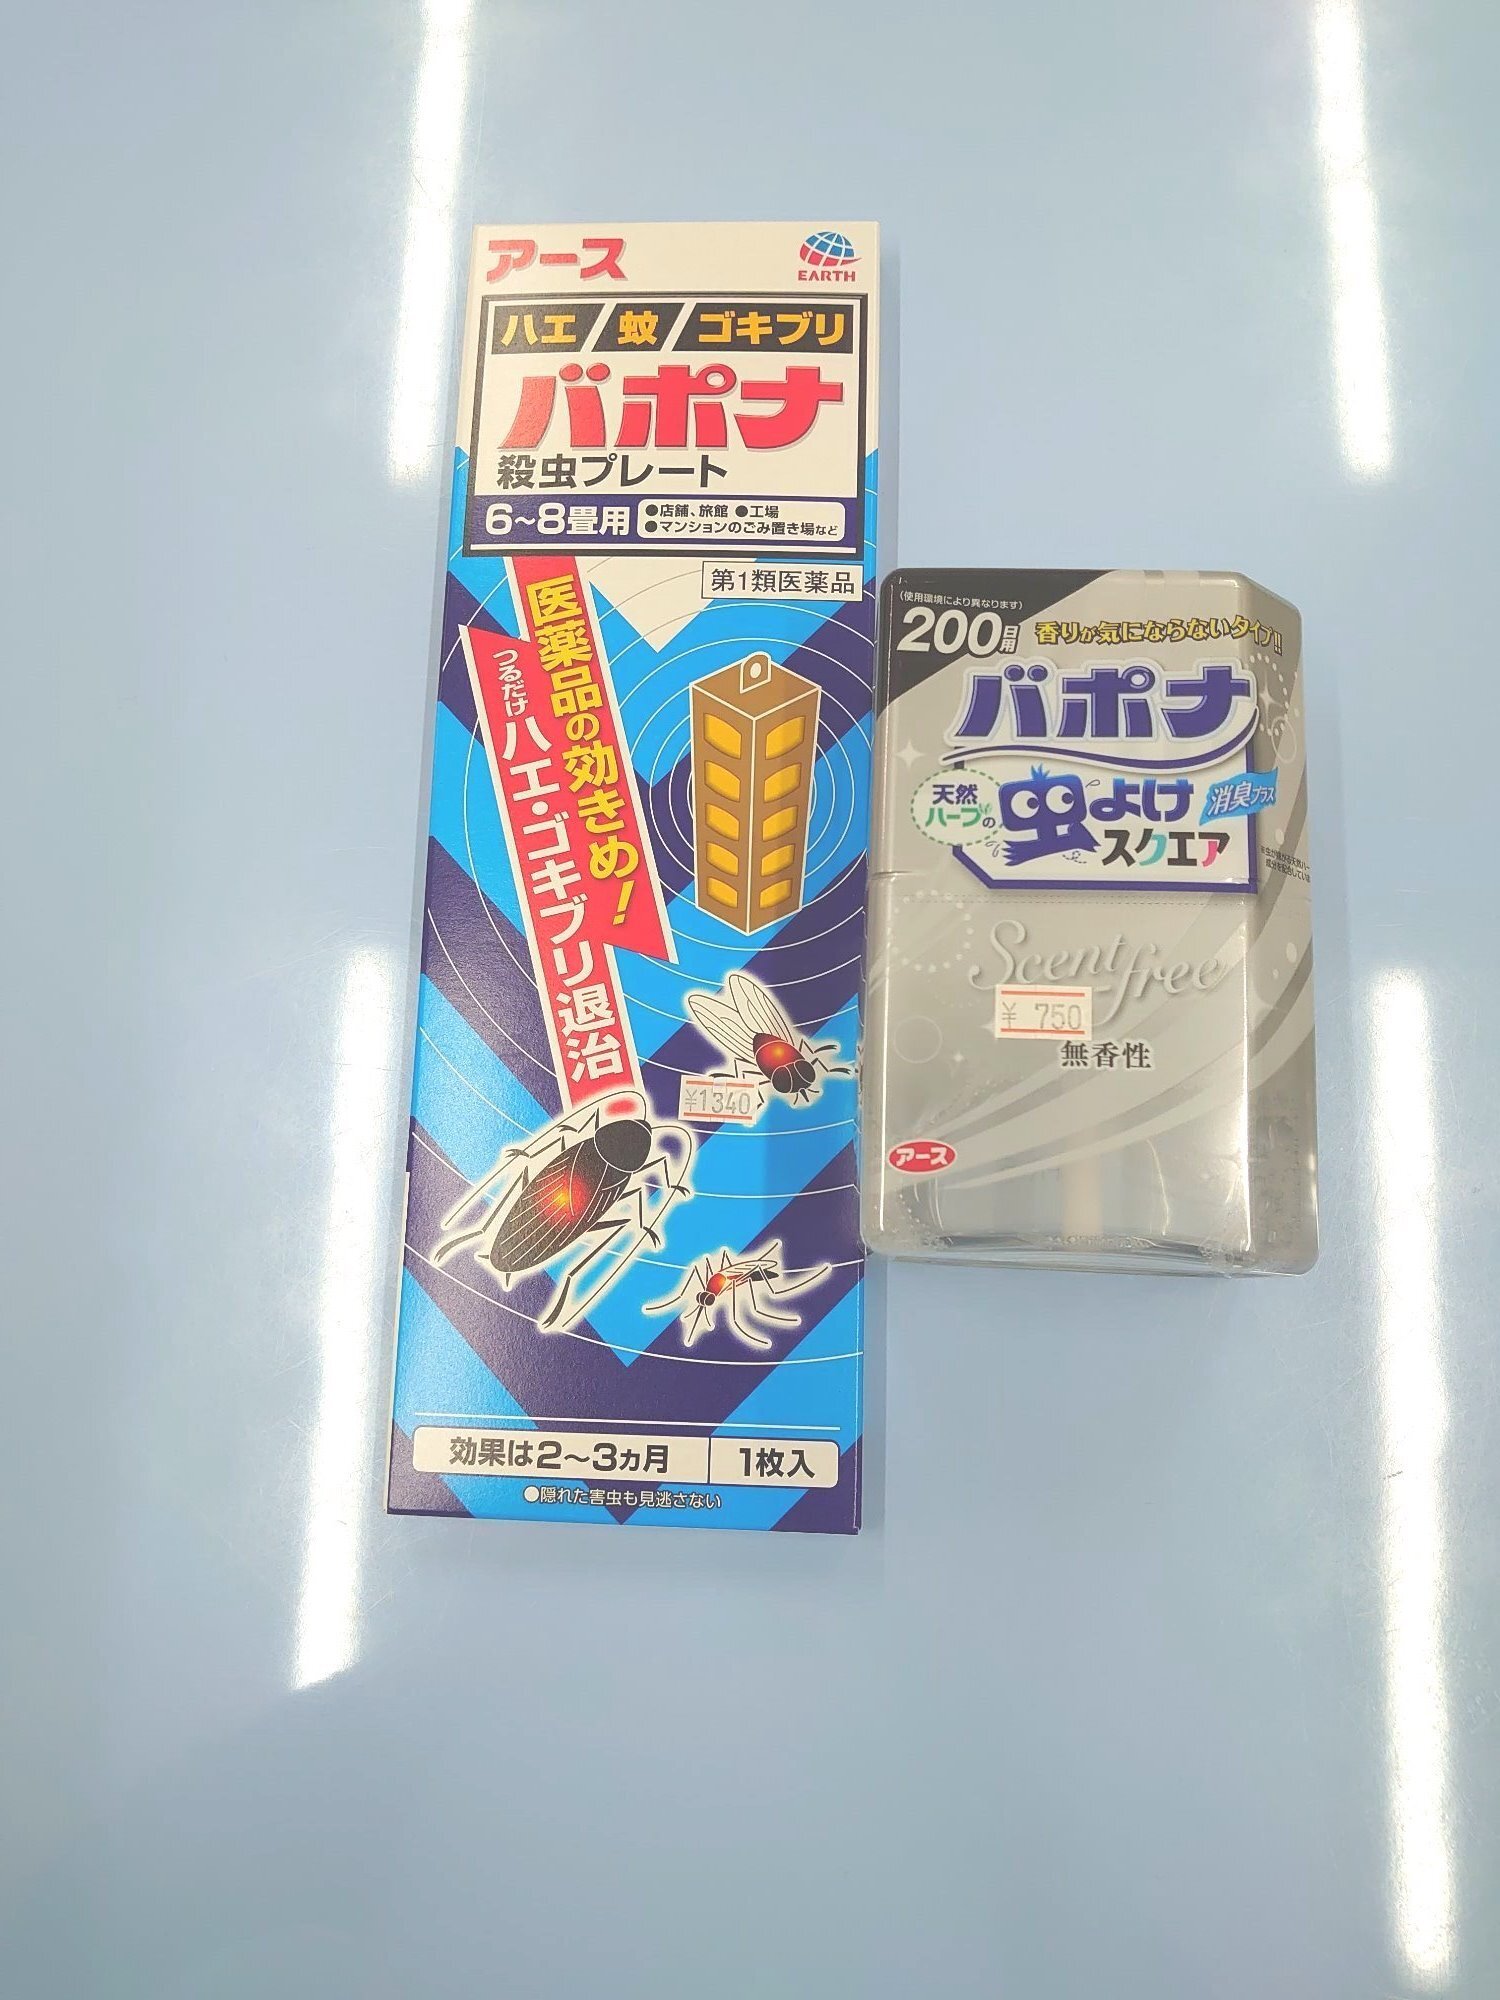 アース
EARTH
ハエ/蚊/ゴキブリ
バポナ
殺虫プレート
6〜8畳用
●店舗、旅館 ●工場
●マンションのごみ置き場など
第1類医薬品
医薬品の効きめ!
つるだけ ハエ・ゴキブリ退治
¥1340
効果は2〜3ヵ月
1枚入
●隠れた害虫も見逃さない
(使用環境により異なります)
200日用
香りが気にならないタイプ!!
バポナ
天然
ハーブの
虫よけ
消臭プラス
スクエア
Scent free
¥ 750
無香性
アース